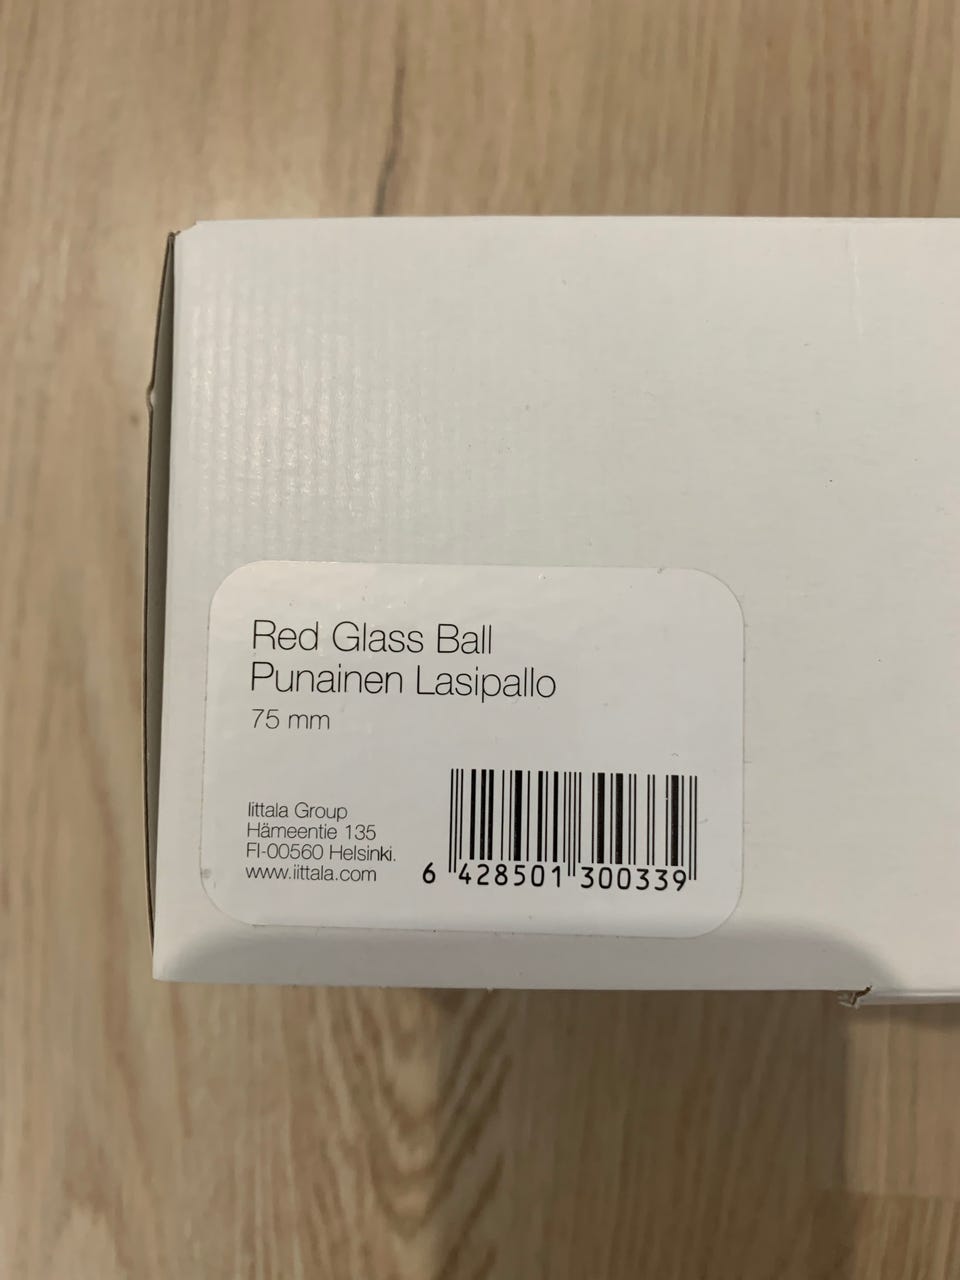 Red Glass Ball
Punainen Lasipallo
75 mm
Iittala Group
Hämeentie 135
FI-00560 Helsinki.
www.iittala.com
6 428501 300339